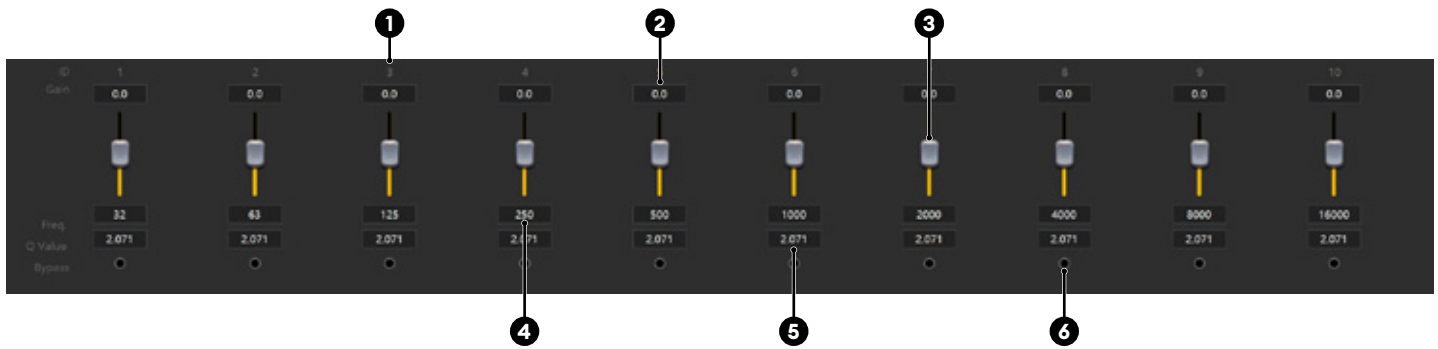 1 2 3
ID 1 2 3 4 6 8 9 10
Gain 0.0 0.0 0.0 0.0 0.0 0.0 0.0 0.0 0.0 0.0
Freq 32 63 125 250 500 1000 2000 4000 8000 16000
Q Value 2.071 2.071 2.071 2.071 2.071 2.071 2.071 2.071 2.071 2.071
Bypass
4 5 6